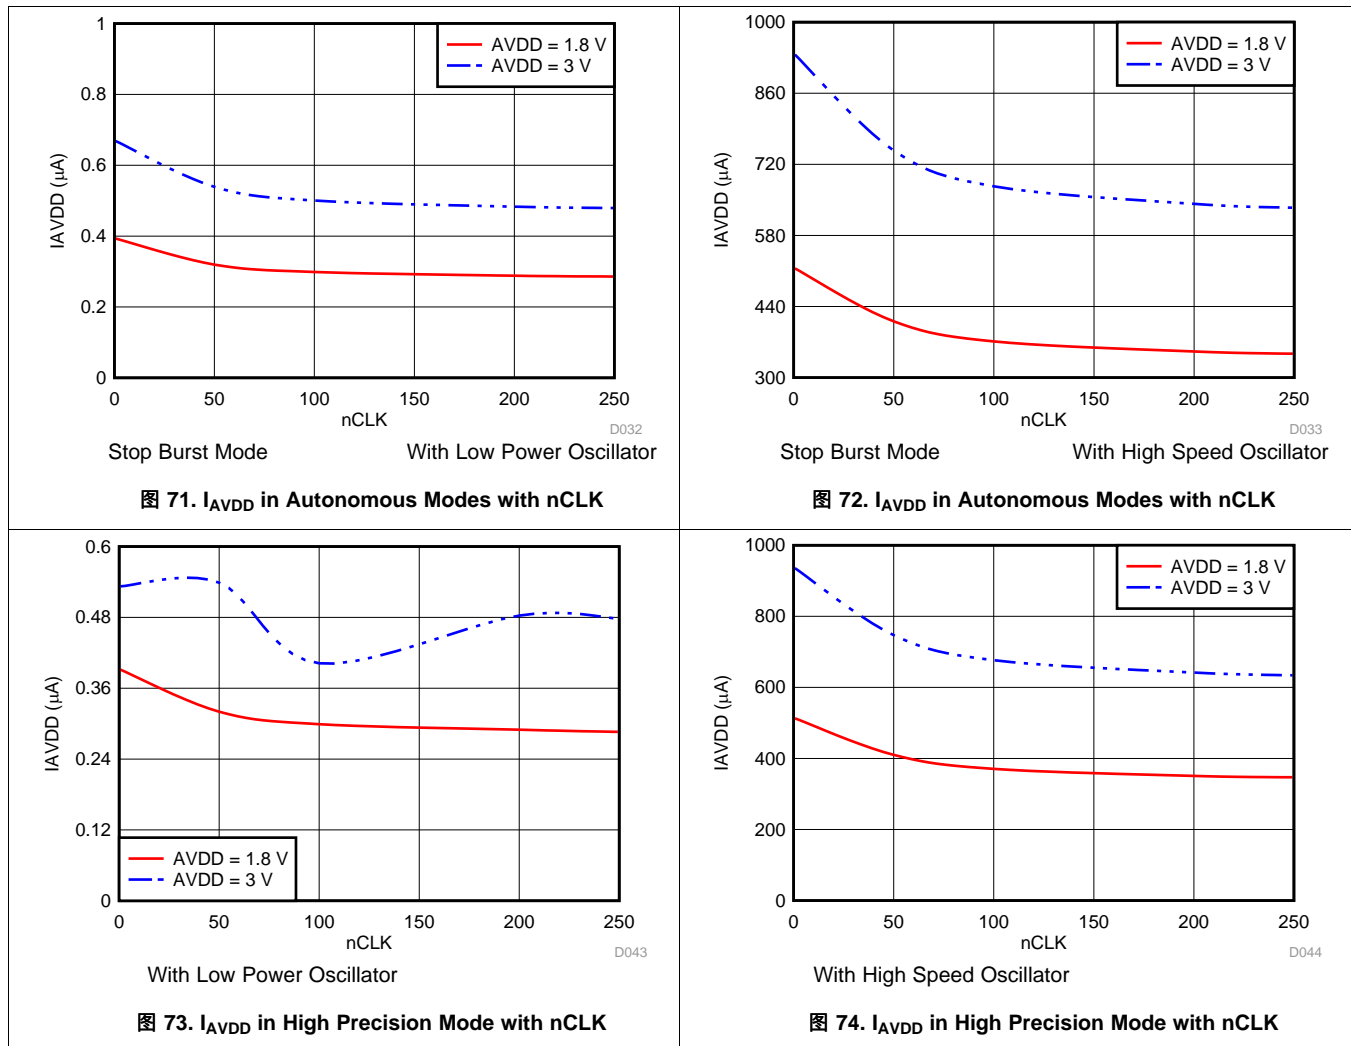 1
0.8
0.6
0.4
0.2
0
IAVDD (μA)
AVDD = 1.8 V
AVDD = 3 V
0 50 100 150 200 250
nCLK
D032
Stop Burst Mode With Low Power Oscillator
图 71. IAVDD in Autonomous Modes with nCLK
1000
860
720
580
440
300
IAVDD (μA)
AVDD = 1.8 V
AVDD = 3 V
0 50 100 150 200 250
nCLK
D033
Stop Burst Mode With High Speed Oscillator
图 72. IAVDD in Autonomous Modes with nCLK
0.6
0.48
0.36
0.24
0.12
0
IAVDD (μA)
AVDD = 1.8 V
AVDD = 3 V
0 50 100 150 200 250
nCLK
D043
With Low Power Oscillator
图 73. IAVDD in High Precision Mode with nCLK
1000
800
600
400
200
0
IAVDD (μA)
AVDD = 1.8 V
AVDD = 3 V
0 50 100 150 200 250
nCLK
D044
With High Speed Oscillator
图 74. IAVDD in High Precision Mode with nCLK